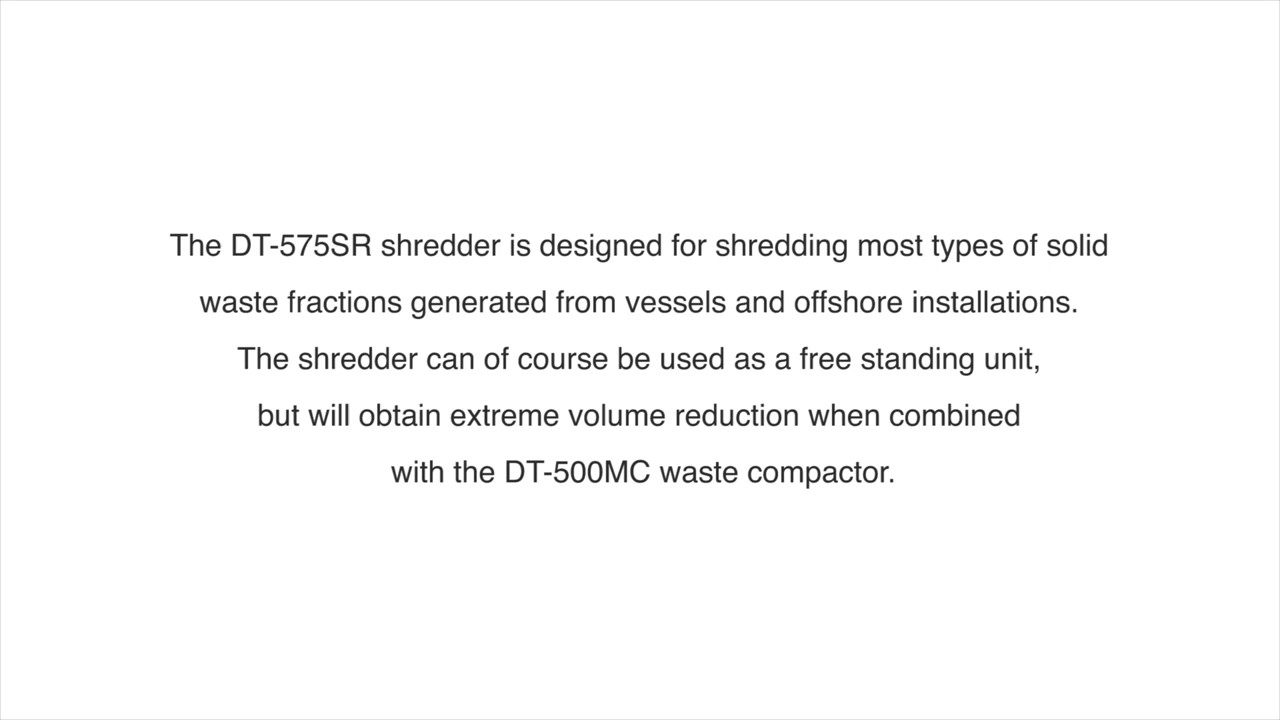 The DT-575SR shredder is designed for shredding most types of solid
waste fractions generated from vessels and offshore installations.
The shredder can of course be used as a free standing unit,
but will obtain extreme volume reduction when combined
with the DT-500MC waste compactor.